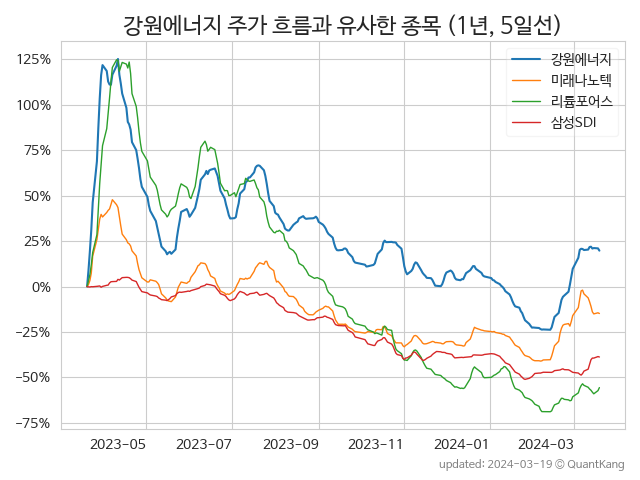 강원에너지 주가 흐름과 유사한 종목 (1년, 5일선)
강원에너지
미래나노텍
리튬포어스
삼성SDI
125%
100%
75%
50%
25%
0%
−25%
−50%
−75%
2023-05
2023-07
2023-09
2023-11
2024-01
2024-03
updated: 2024-03-19 © QuantKang